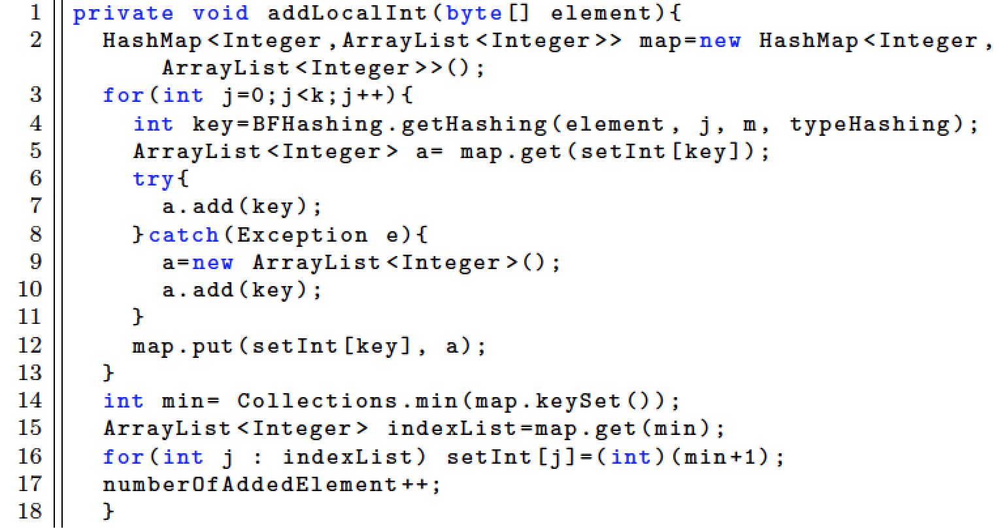 1 private void addLocalInt(byte[] element){
2 HashMap<Integer,ArrayList<Integer>> map=new HashMap<Integer,
ArrayList<Integer>>();
3 for(int j=0;j<k;j++){
4 int key=BFHashing.getHashing(element, j, m, typeHashing);
5 ArrayList<Integer> a= map.get(setInt[key]);
6 try{
7 a.add(key);
8 }catch(Exception e){
9 a=new ArrayList<Integer>();
10 a.add(key);
11 }
12 map.put(setInt[key], a);
13 }
14 int min= Collections.min(map.keySet());
15 ArrayList<Integer> indexList=map.get(min);
16 for(int j : indexList) setInt[j]=(int)(min+1);
17 numberOfAddedElement++;
18 }